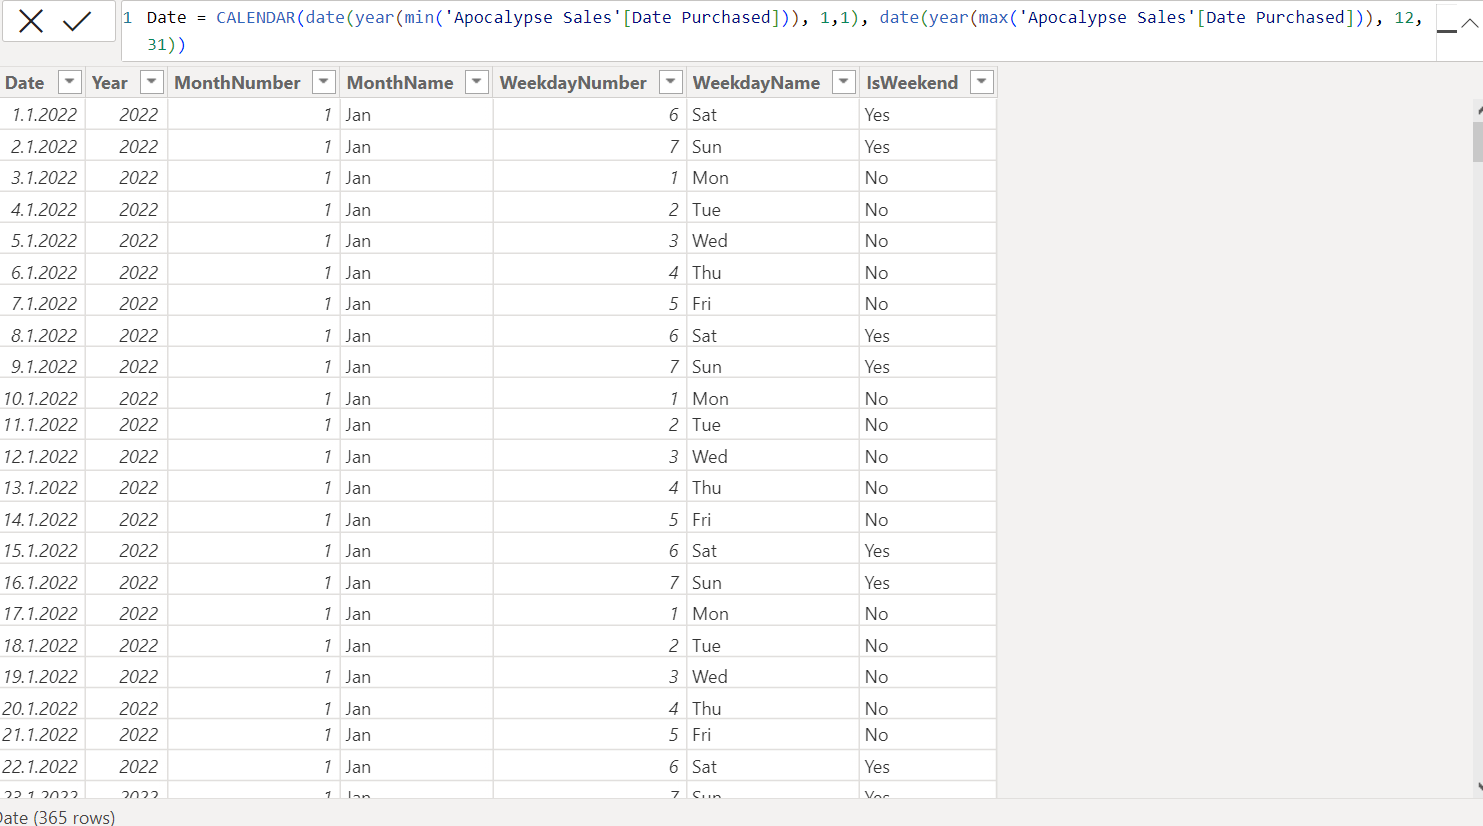 1 Date = CALENDAR(date(year(min('Apocalypse Sales'[Date Purchased])), 1,1), date(year(max('Apocalypse Sales'[Date Purchased])), 12,
31))
Date Year MonthNumber MonthName WeekdayNumber WeekdayName IsWeekend
1.1.2022 2022 1 Jan 6 Sat Yes
2.1.2022 2022 1 Jan 7 Sun Yes
3.1.2022 2022 1 Jan 1 Mon No
4.1.2022 2022 1 Jan 2 Tue No
5.1.2022 2022 1 Jan 3 Wed No
6.1.2022 2022 1 Jan 4 Thu No
7.1.2022 2022 1 Jan 5 Fri No
8.1.2022 2022 1 Jan 6 Sat Yes
9.1.2022 2022 1 Jan 7 Sun Yes
10.1.2022 2022 1 Jan 1 Mon No
11.1.2022 2022 1 Jan 2 Tue No
12.1.2022 2022 1 Jan 3 Wed No
13.1.2022 2022 1 Jan 4 Thu No
14.1.2022 2022 1 Jan 5 Fri No
15.1.2022 2022 1 Jan 6 Sat Yes
16.1.2022 2022 1 Jan 7 Sun Yes
17.1.2022 2022 1 Jan 1 Mon No
18.1.2022 2022 1 Jan 2 Tue No
19.1.2022 2022 1 Jan 3 Wed No
20.1.2022 2022 1 Jan 4 Thu No
21.1.2022 2022 1 Jan 5 Fri No
22.1.2022 2022 1 Jan 6 Sat Yes
23.1.2022 2022 1 Jan 7 Sun Yes
Date (365 rows)